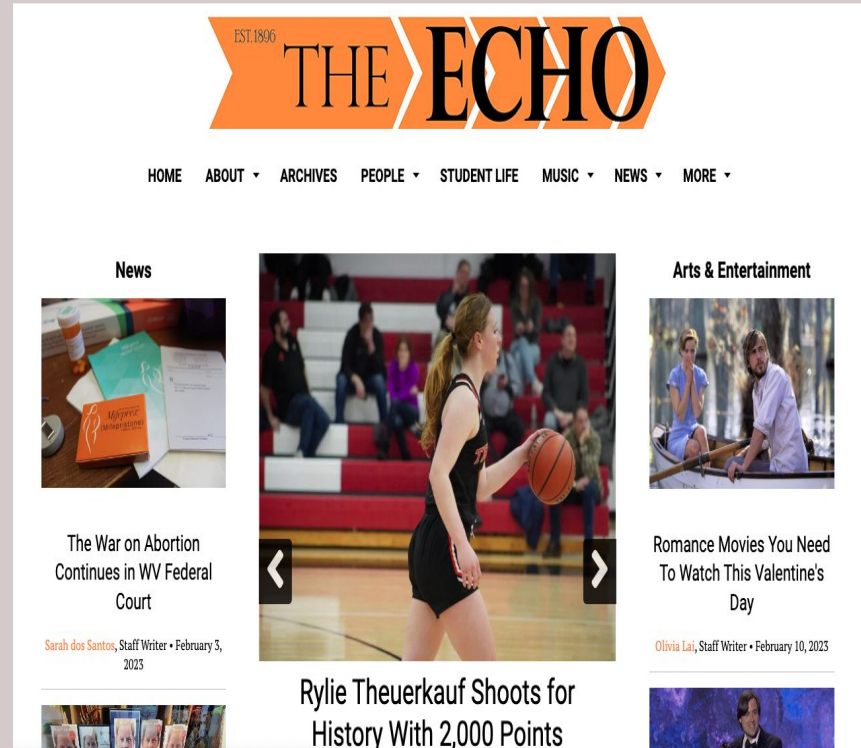 EST.1896
THE ECHO
HOME ABOUT ARCHIVES PEOPLE STUDENT LIFE MUSIC NEWS MORE
News
Mifeprex
(Mifepristone)
The War on Abortion
Continues in WV Federal
Court
Sarah dos Santos, Staff Writer • February 3,
2023
Rylie Theuerkauf Shoots for
History With 2,000 Points
Arts & Entertainment
Romance Movies You Need
To Watch This Valentine's
Day
Olivia Lai, Staff Writer • February 10, 2023